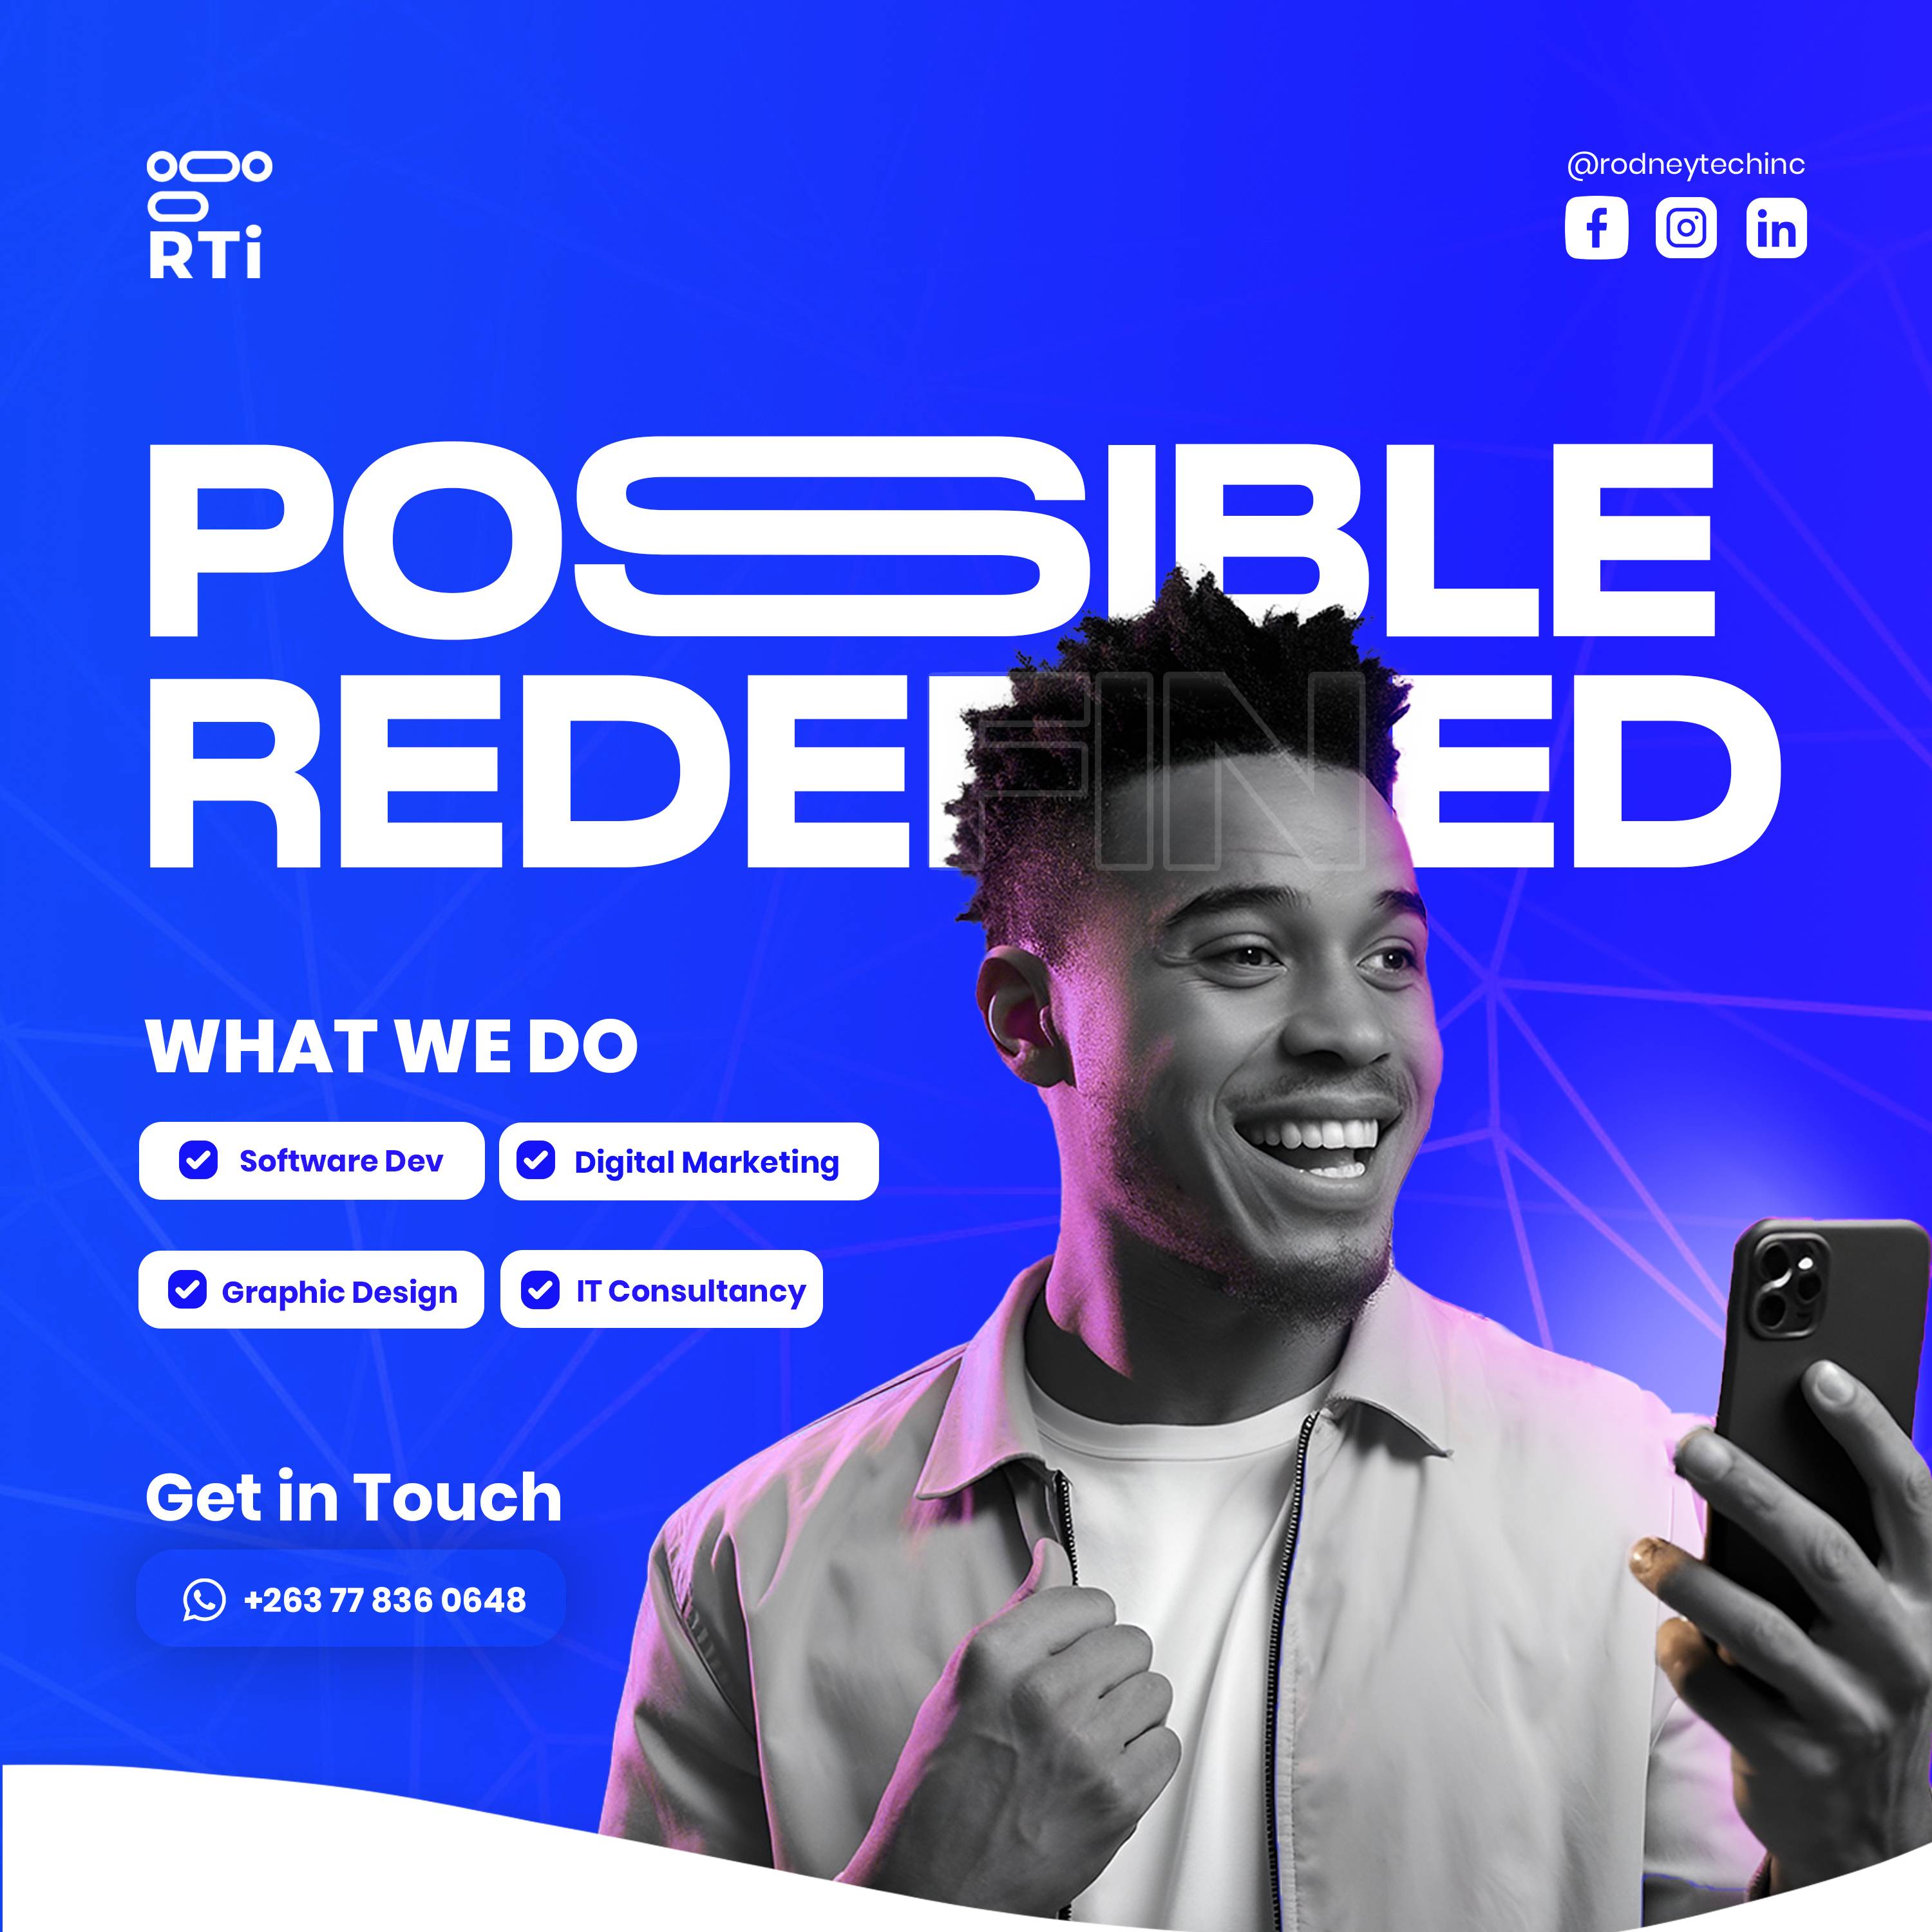 RTi
@rodneytechinc
POSIBLE
REDEFINED
WHAT WE DO
Software Dev
Digital Marketing
Graphic Design
IT Consultancy
Get in Touch
+263 77 836 0648